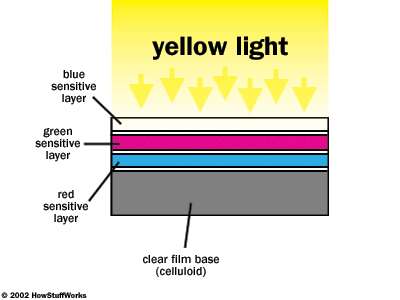 yellow light
blue
sensitive
layer
green
sensitive
layer
red
sensitive
layer
clear film base
(celluloid)
© 2002 HowStuffWorks